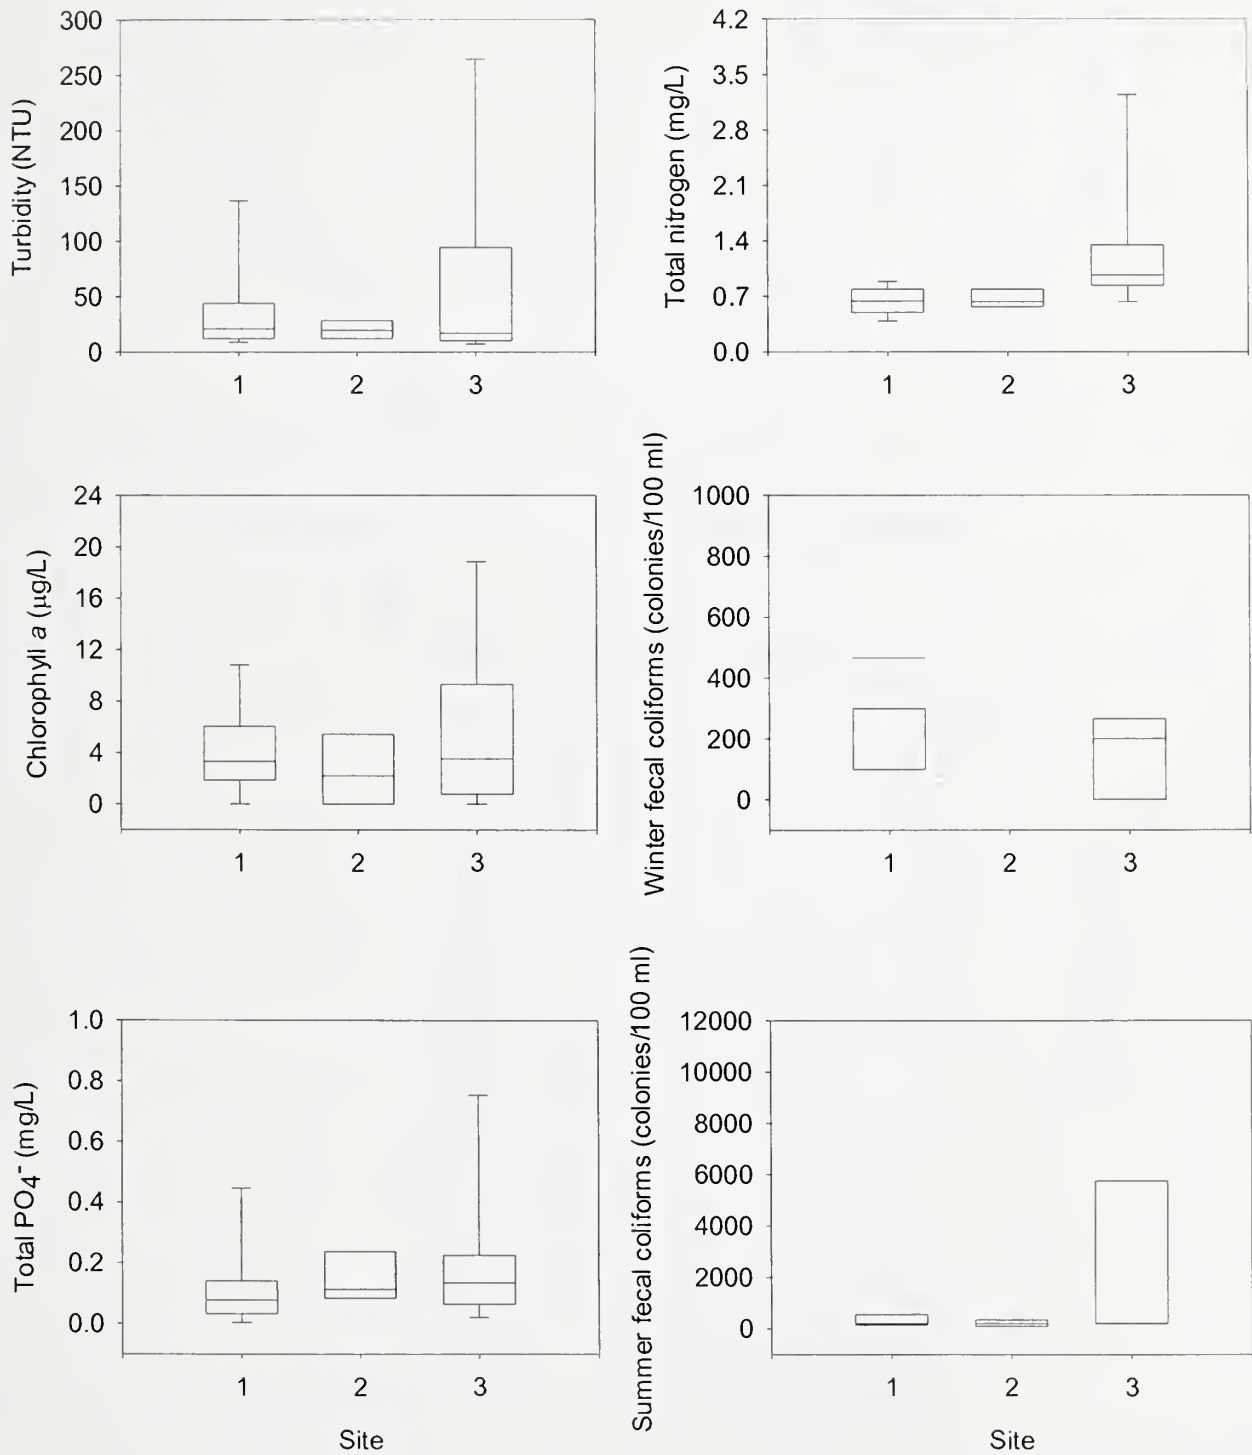 Turbidity (NTU)
300
250
200
150
100
50
0
1 2 3
Total nitrogen (mg/L)
4.2
3.5
2.8
2.1
1.4
0.7
0.0
1 2 3
Chlorophyll a (µg/L)
24
20
16
12
8
4
0
1 2 3
Winter fecal coliforms (colonies/100 ml)
1000
800
600
400
200
0
1 2 3
Total PO4-  (mg/L)
1.0
0.8
0.6
0.4
0.2
0.0
1 2 3
Site
Summer fecal coliforms (colonies/100 ml)
12000
10000
8000
6000
4000
2000
0
1 2 3
Site